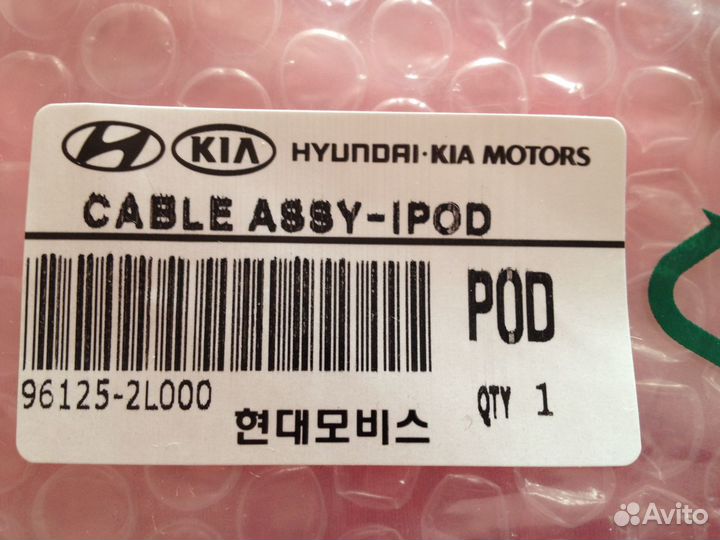 KIA HYUNDAI·KIA MOTORS
CABLE ASSY-IPOD
POD
96125-2L000
QTY 1
현대모비스
Avito